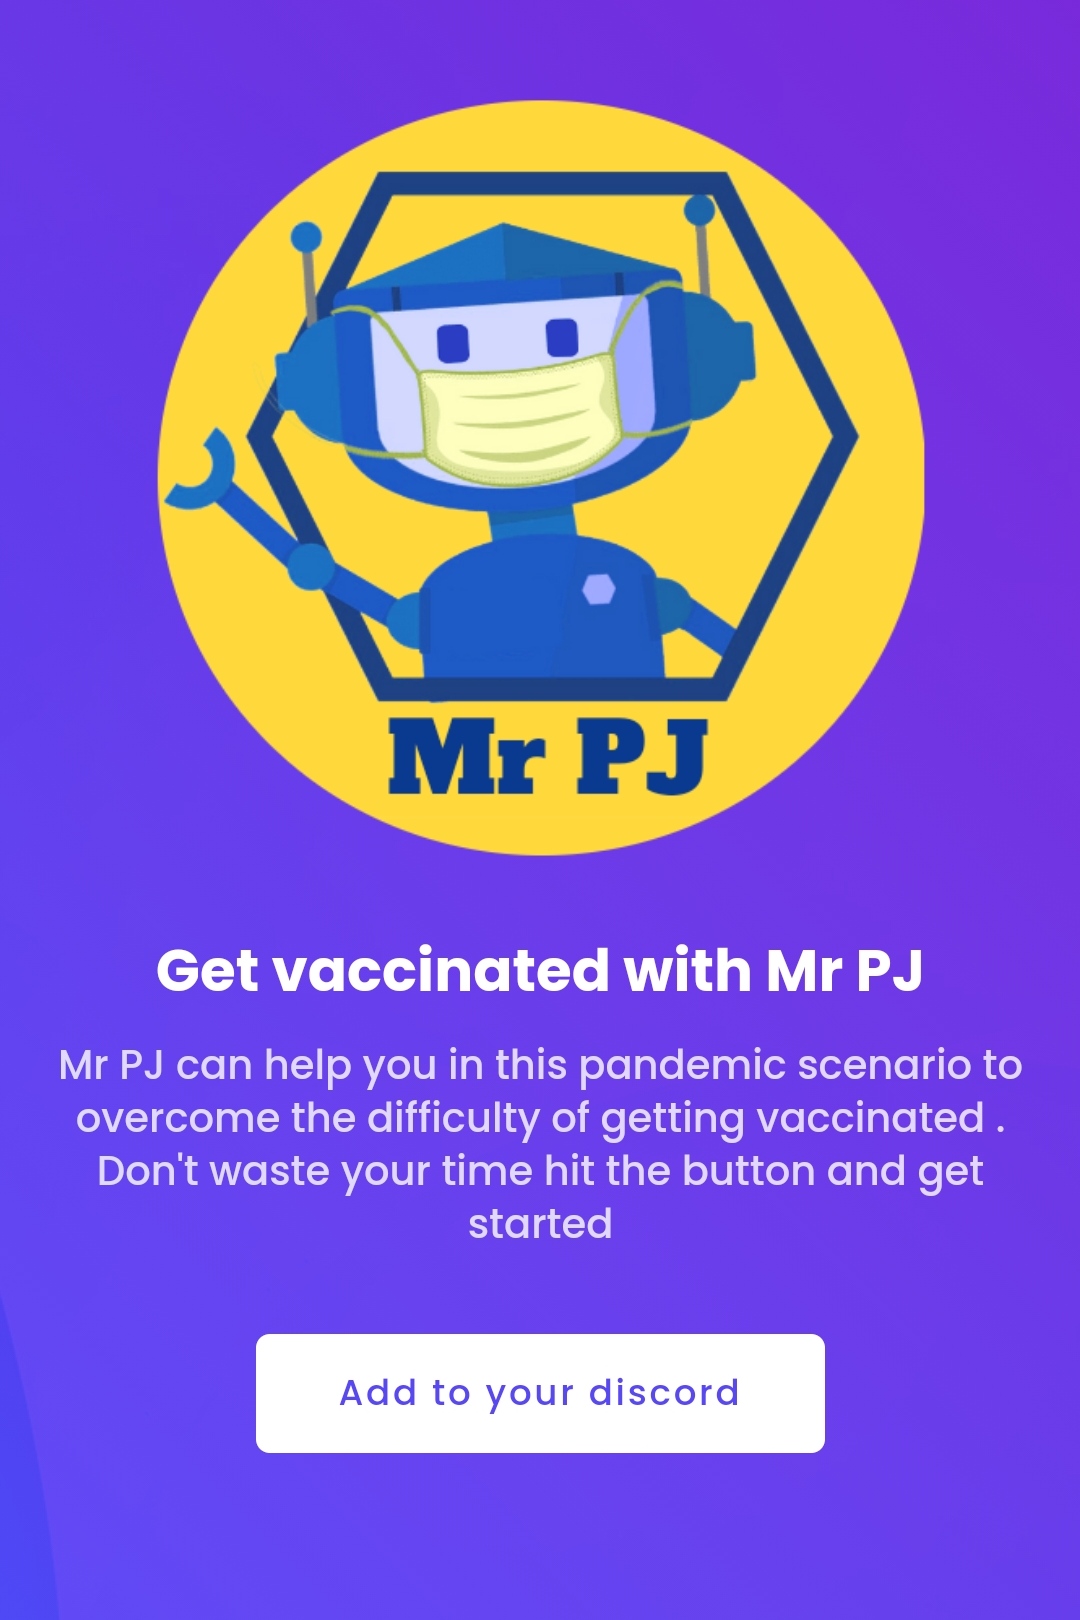 Mr PJ
Get vaccinated with Mr PJ
Mr PJ can help you in this pandemic scenario to
overcome the difficulty of getting vaccinated .
Don't waste your time hit the button and get
started
Add to your discord